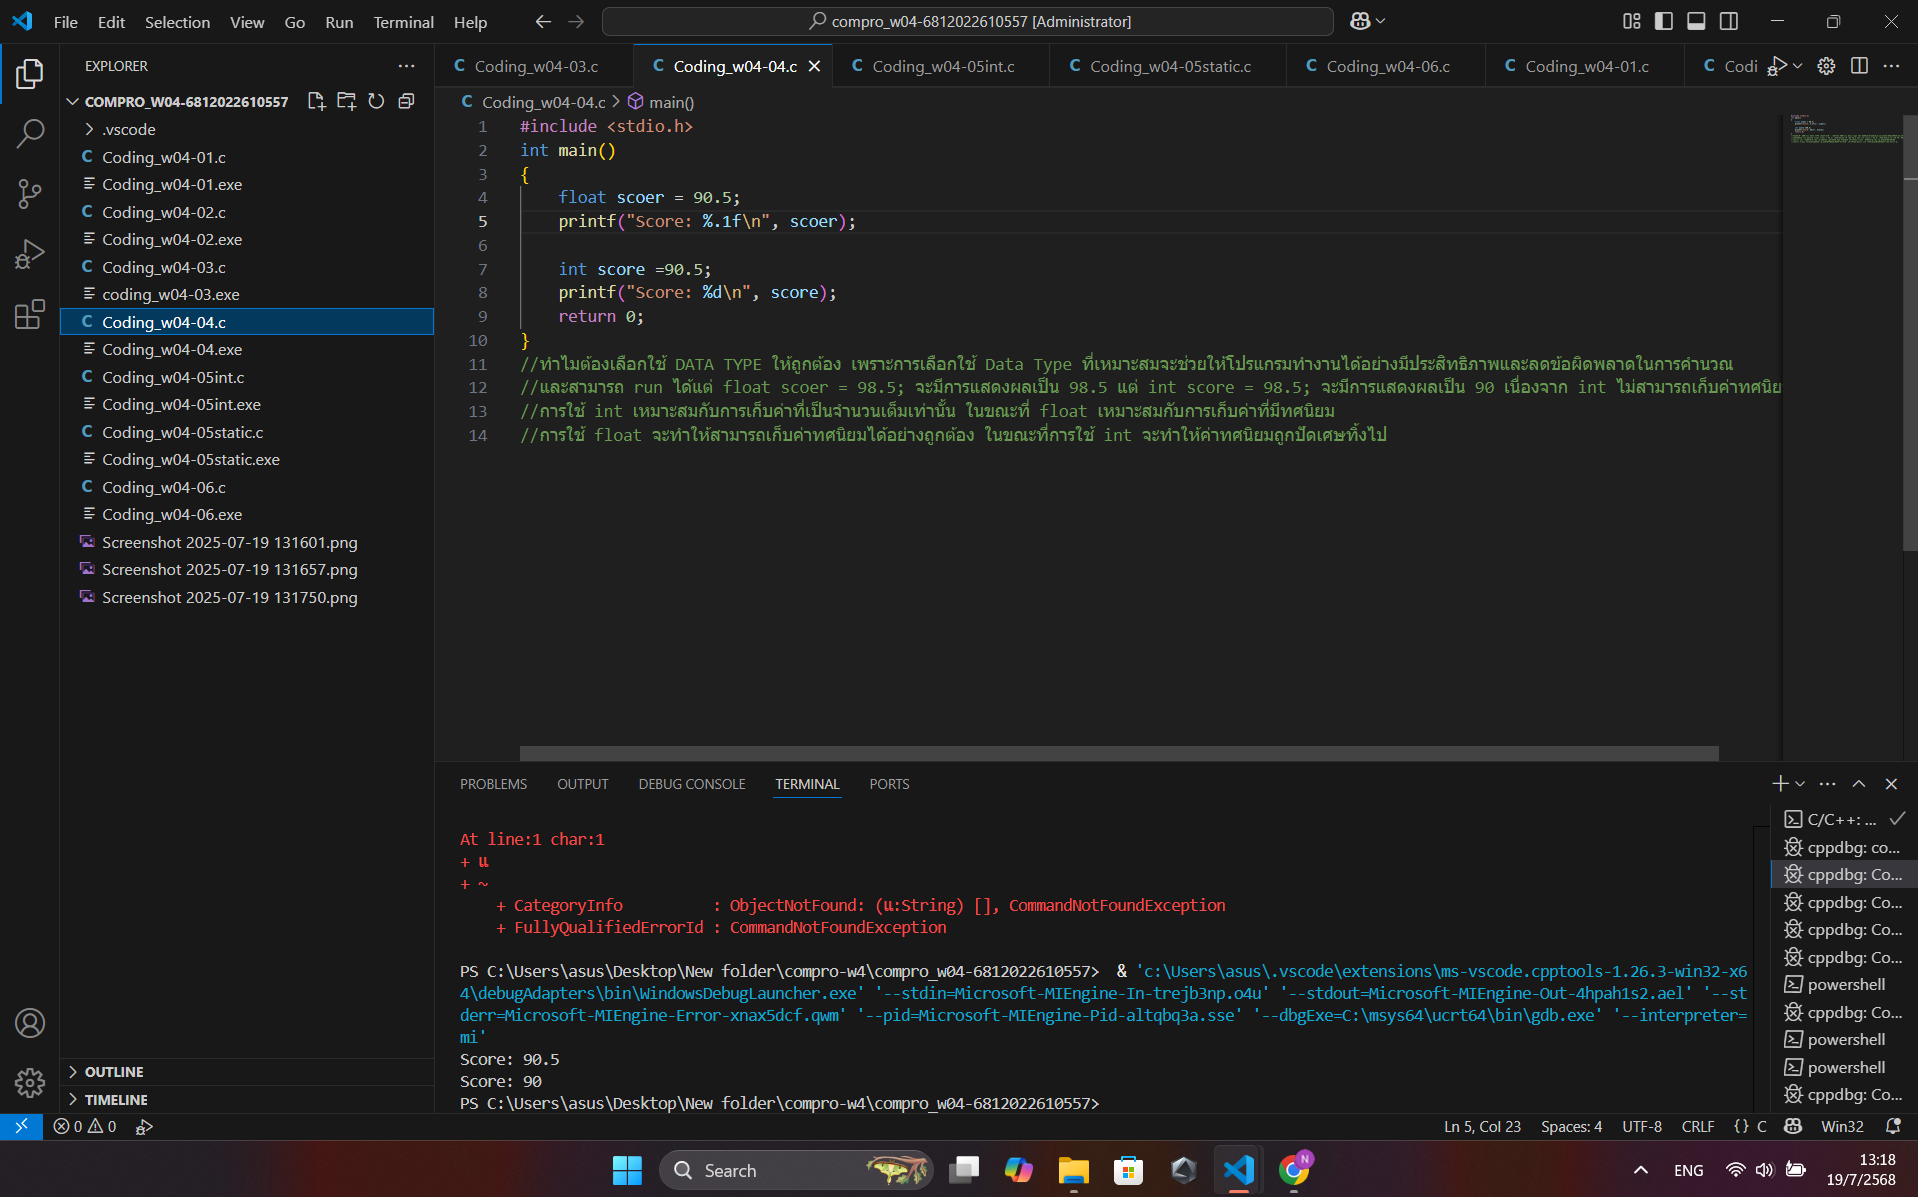 File Edit Selection View Go Run Terminal Help
compro_w04-6812022610557 [Administrator]
EXPLORER
COMPRO_W04-6812022610557
.vscode
Coding_w04-01.c
Coding_w04-01.exe
Coding_w04-02.c
Coding_w04-02.exe
Coding_w04-03.c
coding_w04-03.exe
Coding_w04-04.c
Coding_w04-04.exe
Coding_w04-05int.c
Coding_w04-05int.exe
Coding_w04-05static.c
Coding_w04-05static.exe
Coding_w04-06.c
Coding_w04-06.exe
Screenshot 2025-07-19 131601.png
Screenshot 2025-07-19 131657.png
Screenshot 2025-07-19 131750.png
OUTLINE
TIMELINE
C Coding_w04-03.c C Coding_w04-04.c C Coding_w04-05int.c C Coding_w04-05static.c C Coding_w04-06.c C Coding_w04-01.c C Codi
C Coding_w04-04.c > main()
1 #include <stdio.h>
2 int main()
3 {
4 float scoer = 90.5;
5 printf("Score: %.1f\n", scoer);
6
7 int score =90.5;
8 printf("Score: %d\n", score);
9 return 0;
10 }
11 //ทำไมต้องเลือกใช้ DATA TYPE ให้ถูกต้อง เพราะการเลือกใช้ Data Type ที่เหมาะสมจะช่วยให้โปรแกรมทำงานได้อย่างมีประสิทธิภาพและลดข้อผิดพลาดในการคำนวณ
12 //และสามารถ run ได้แต่ float scoer = 98.5; จะมีการแสดงผลเป็น 98.5 แต่ int score = 98.5; จะมีการแสดงผลเป็น 90 เนื่องจาก int ไม่สามารถเก็บค่าทศนิย
13 //การใช้ int เหมาะสมกับการเก็บค่าที่เป็นจำนวนเต็มเท่านั้น ในขณะที่ float เหมาะสมกับการเก็บค่าที่มีทศนิยม
14 //การใช้ float จะทำให้สามารถเก็บค่าทศนิยมได้อย่างถูกต้อง ในขณะที่การใช้ int จะทำให้ค่าทศนิยมถูกปัดเศษทิ้งไป
PROBLEMS OUTPUT DEBUG CONSOLE TERMINAL PORTS
At line:1 char:1
+ แ
+ ~
+ CategoryInfo : ObjectNotFound: (แ:String) [], CommandNotFoundException
+ FullyQualifiedErrorId : CommandNotFoundException
PS C:\Users\asus\Desktop\New folder\compro-w4\compro_w04-6812022610557> & 'c:\Users\asus\.vscode\extensions\ms-vscode.cpptools-1.26.3-win32-x6
4\debugAdapters\bin\WindowsDebugLauncher.exe' '--stdin=Microsoft-MIEngine-In-trejb3np.o4u' '--stdout=Microsoft-MIEngine-Out-4hpah1s2.ael' '--st
derr=Microsoft-MIEngine-Error-xnax5dcf.qwm' '--pid=Microsoft-MIEngine-Pid-altqbq3a.sse' '--dbgExe=C:\msys64\ucrt64\bin\gdb.exe' '--interpreter=
mi'
Score: 90.5
Score: 90
PS C:\Users\asus\Desktop\New folder\compro-w4\compro_w04-6812022610557>
C/C++: ...
cppdbg: co...
cppdbg: Co...
cppdbg: Co...
cppdbg: Co...
cppdbg: Co...
powershell
cppdbg: Co...
powershell
powershell
cppdbg: Co...
0 0 Ln 5, Col 23 Spaces: 4 UTF-8 CRLF {} C Win32
Search
N
ENG
13:18
19/7/2568